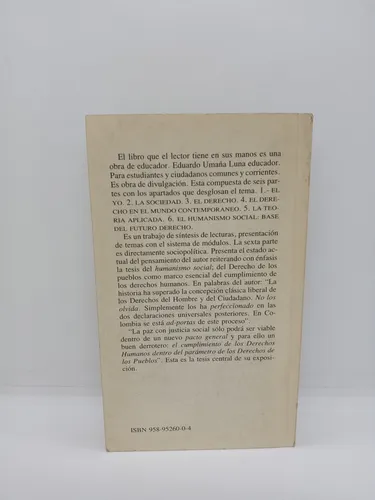 El libro que el lector tiene en sus manos es una
obra de educador. Eduardo Umaña Luna educador.
Para estudiantes y ciudadanos comunes y corrientes.
Es obra de divulgación. Esta compuesta de seis par-
tes con los apartados que desglosan el tema. 1.- EL
YO. 2. LA SOCIEDAD. 3. EL DERECHO. 4. EL DERE-
CHO EN EL MUNDO CONTEMPORANEO. 5. LA TEO-
RIA APLICADA. 6. EL HUMANISMO SOCIAL: BASE
DEL FUTURO DERECHO.
Es un trabajo de síntesis de lecturas, presentación
de temas con el sistema de módulos. La sexta parte
es directamente sociopolítica. Presenta el estado ac-
tual del pensamiento del autor reiterando con énfasis
la tesis del humanismo social; del Derecho de los
pueblos como marco esencial del cumplimiento de
los derechos humanos. En palabras del autor: "La
historia ha superado la concepción clásica liberal de
los Derechos del Hombre y del Ciudadano. No los
olvida. Simplemente los ha perfeccionado en las
dos declaraciones universales posteriores. En Co-
lombia se está ad-portas de este proceso".
"La paz con justicia social sólo podrá ser viable
dentro de un nuevo pacto general y para ello un
buen derrotero: el cumplimiento de los Derechos
Humanos dentro del parámetro de los Derechos de
los Pueblos". Esta es la tesis central de su expo-
sición.
ISBN 958-95260-0-4